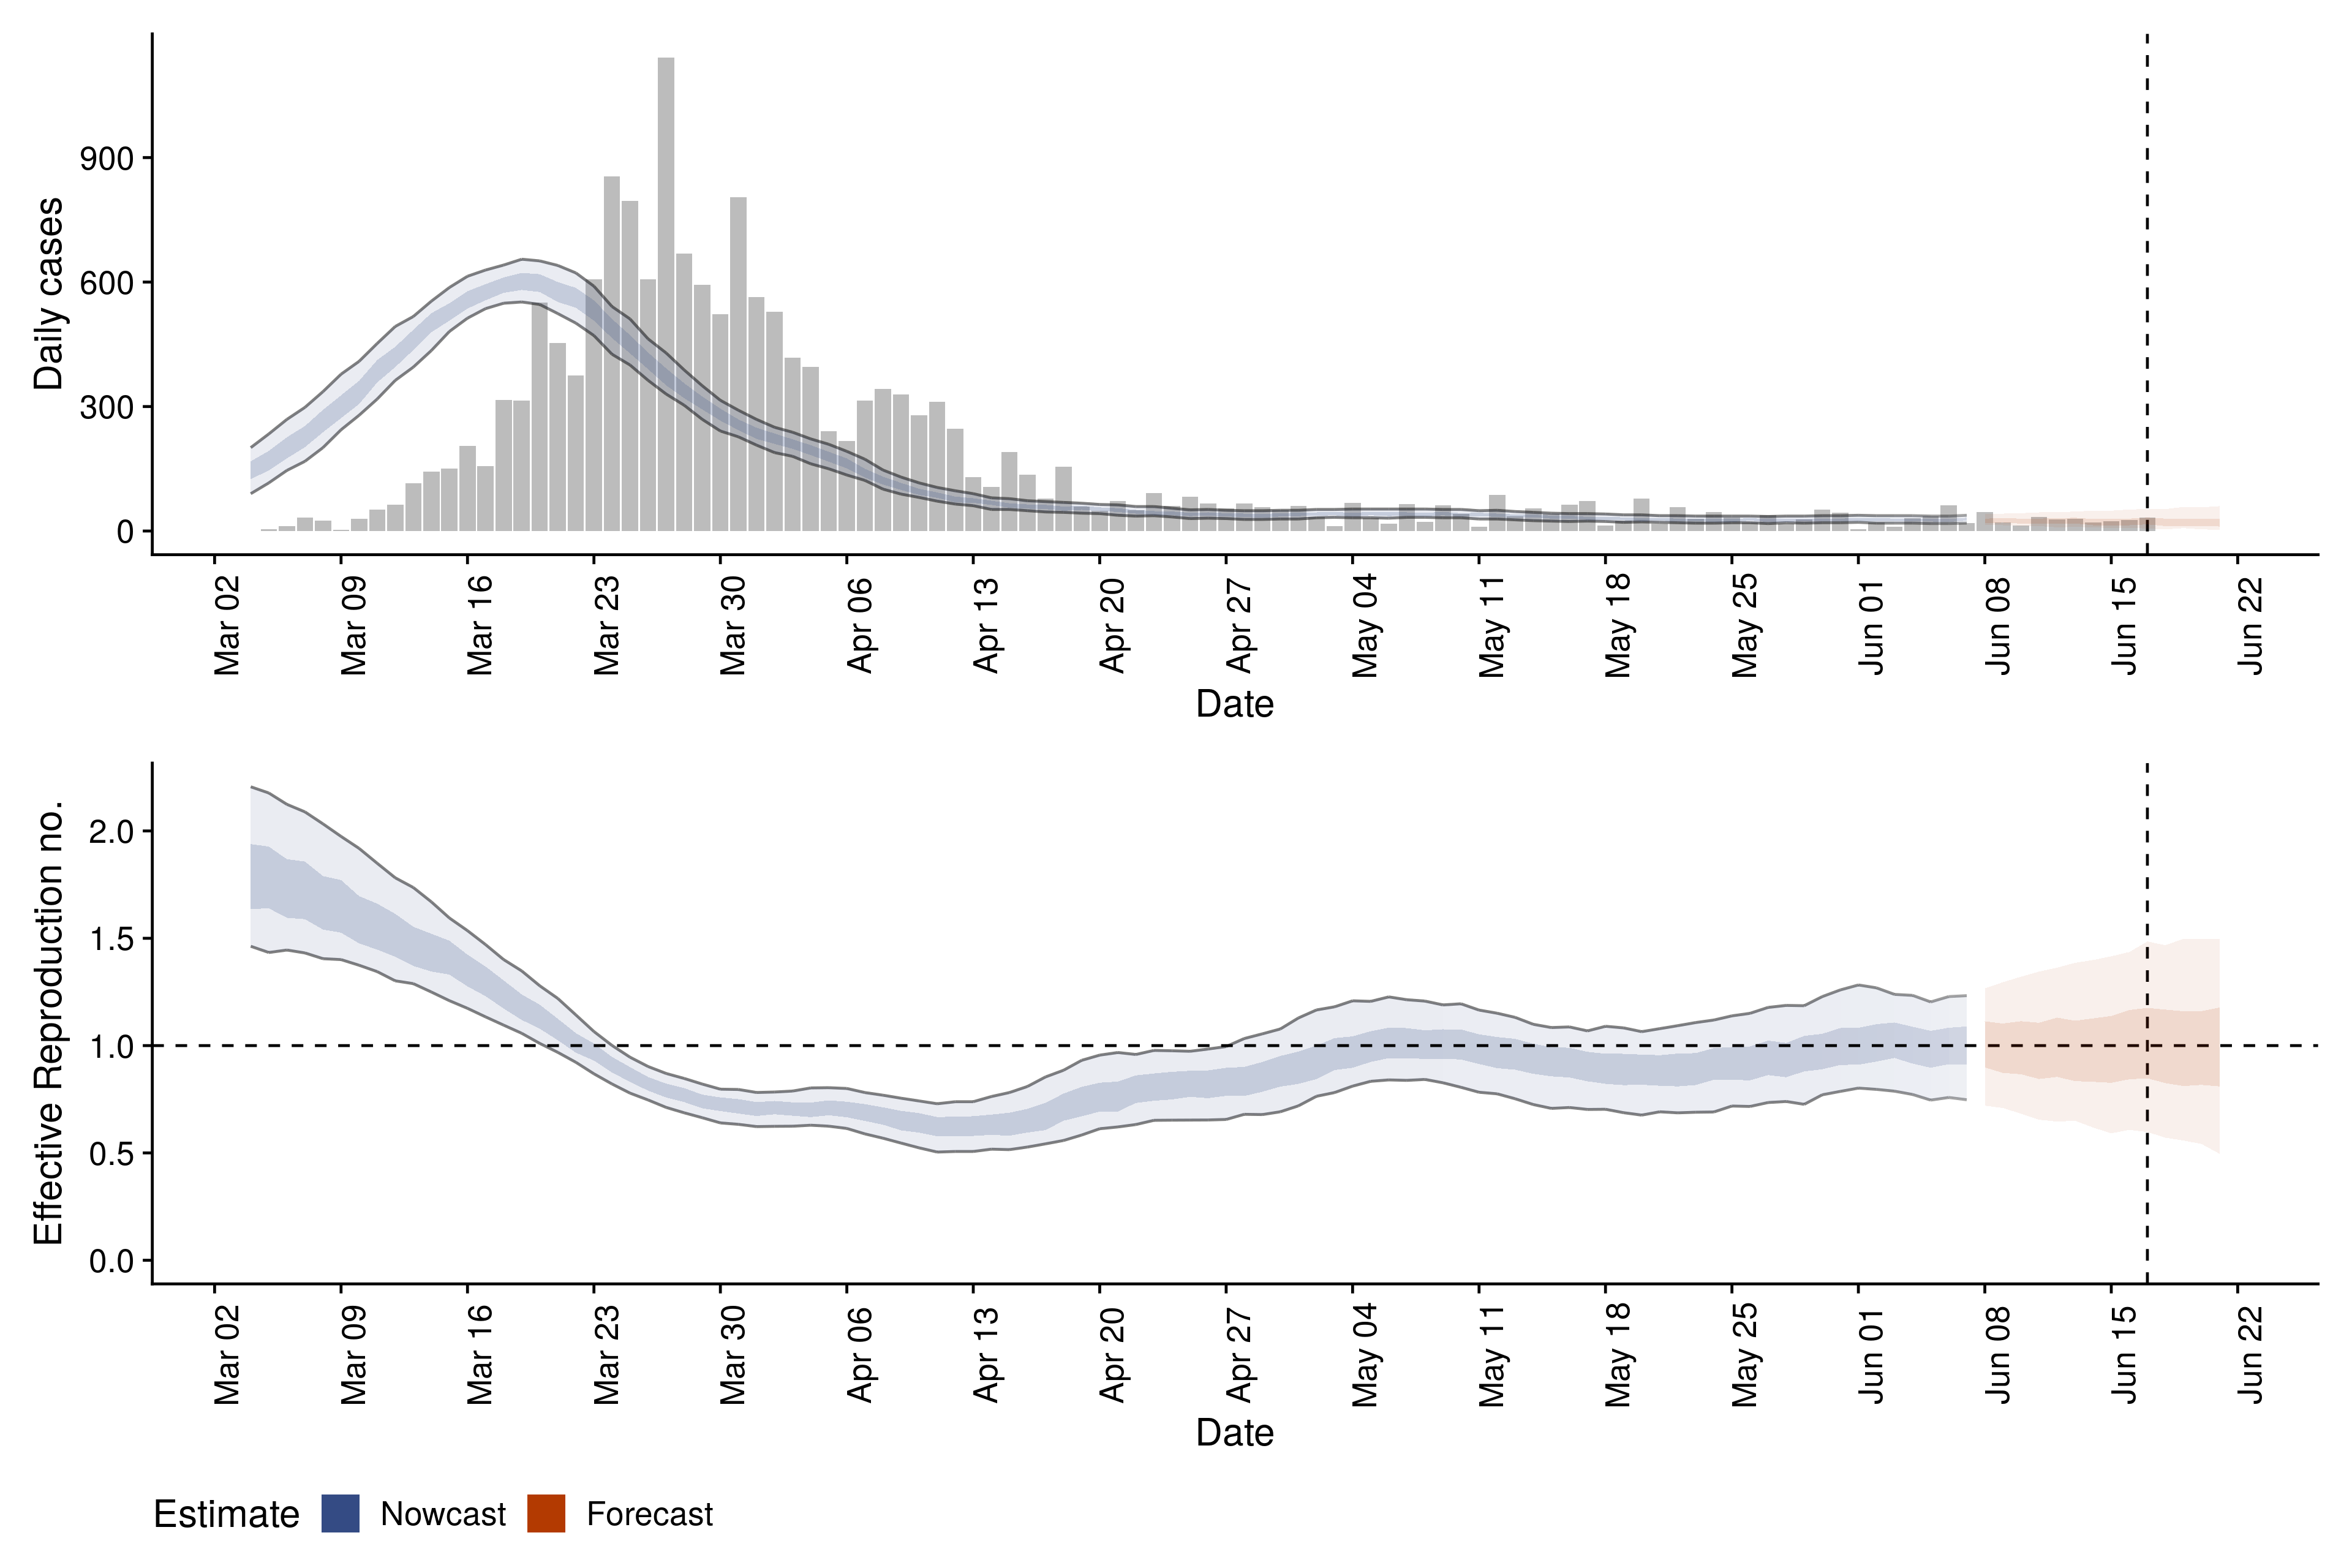 Daily cases
900
600
300
0
Mar 02
Mar 09
Mar 16
Mar 23
Mar 30
Apr 06
Apr 13
Apr 20
Apr 27
May 04
May 11
May 18
May 25
Jun 01
Jun 08
Jun 15
Jun 22
Date
Effective Reproduction no.
2.0
1.5
1.0
0.5
0.0
Mar 02
Mar 09
Mar 16
Mar 23
Mar 30
Apr 06
Apr 13
Apr 20
Apr 27
May 04
May 11
May 18
May 25
Jun 01
Jun 08
Jun 15
Jun 22
Date
Estimate Nowcast Forecast